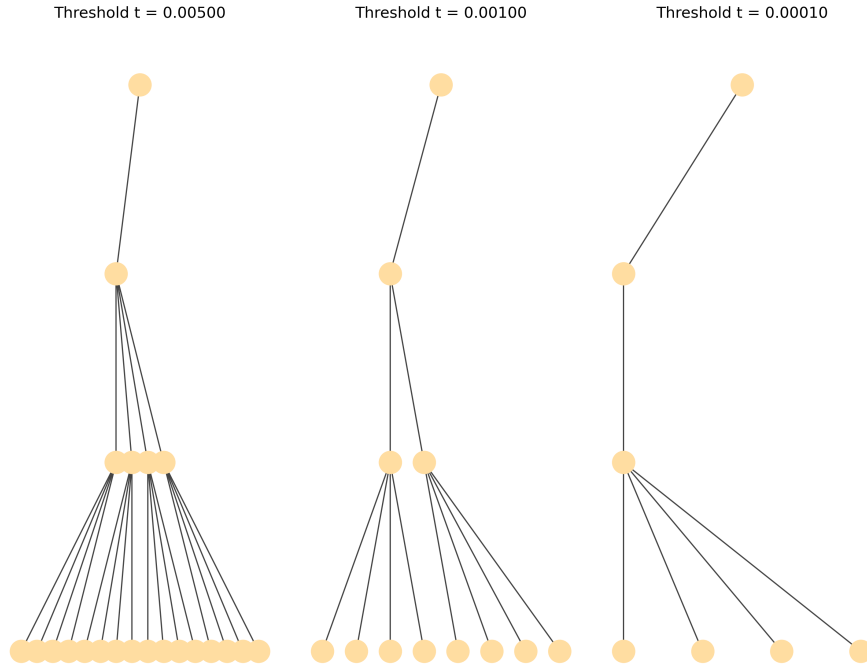 Threshold t = 0.00500
Threshold t = 0.00100
Threshold t = 0.00010